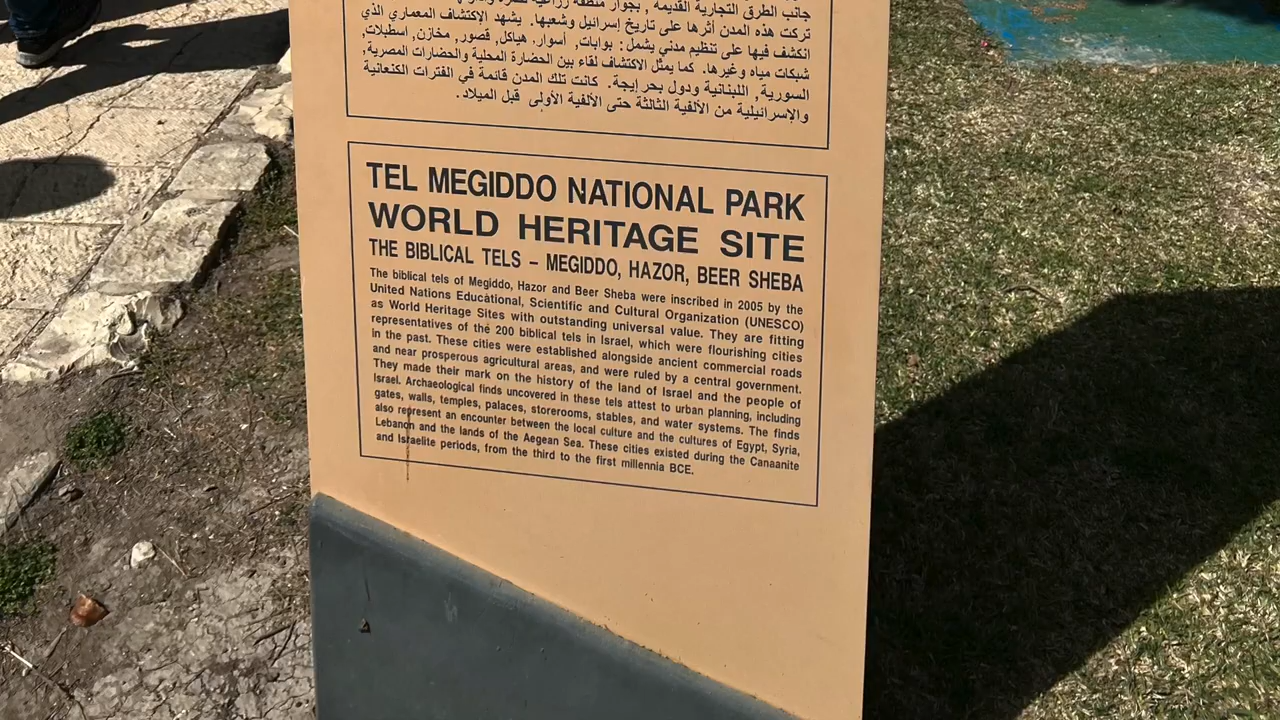 جانب الطرق التجارية القديمة , بجوار منطقة زراعية
تركت هذه المدن أثرها على تاريخ إسرائيل وشعبها. يشهد الإكتشاف المعماري الذي
انكشف فيها على تنظيم مدني يشمل: بوابات, أسوار, هياكل, قصور, مخازن, اسطبلات,
شبكات مياه وغيرها. كما يمثل الاكتشاف لقاء بين الحضارة المحلية والحضارات المصرية,
السورية , اللبنانية ودول بحر إيجة. كانت تلك المدن قائمة في الفترات الكنعانية
والإسرائيلية من الألفية الثالثة حتى الألفية الأولى قبل الميلاد.
TEL MEGIDDO NATIONAL PARK
WORLD HERITAGE SITE
THE BIBLICAL TELS – MEGIDDO, HAZOR, BEER SHEBA
The biblical tels of Megiddo, Hazor and Beer Sheba were inscribed in 2005 by the
United Nations Educational, Scientific and Cultural Organization (UNESCO)
as World Heritage Sites with outstanding universal value. They are fitting
representatives of the 200 biblical tels in Israel, which were flourishing cities
in the past. These cities were established alongside ancient commercial roads
and near prosperous agricultural areas, and were ruled by a central government.
They made their mark on the history of the land of Israel and the people of
Israel. Archaeological finds uncovered in these tels attest to urban planning, including
gates, walls, temples, palaces, storerooms, stables, and water systems. The finds
also represent an encounter between the local culture and the cultures of Egypt, Syria,
Lebanon and the lands of the Aegean Sea. These cities existed during the Canaanite
and Israelite periods, from the third to the first millennia BCE.